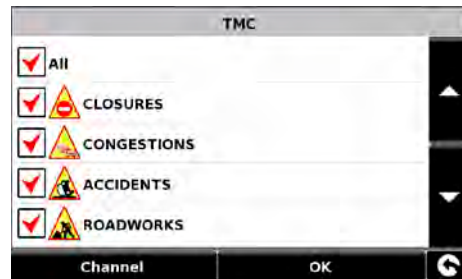 TMC
All
CLOSURES
CONGESTIONS
ACCIDENTS
ROADWORKS
Channel OK